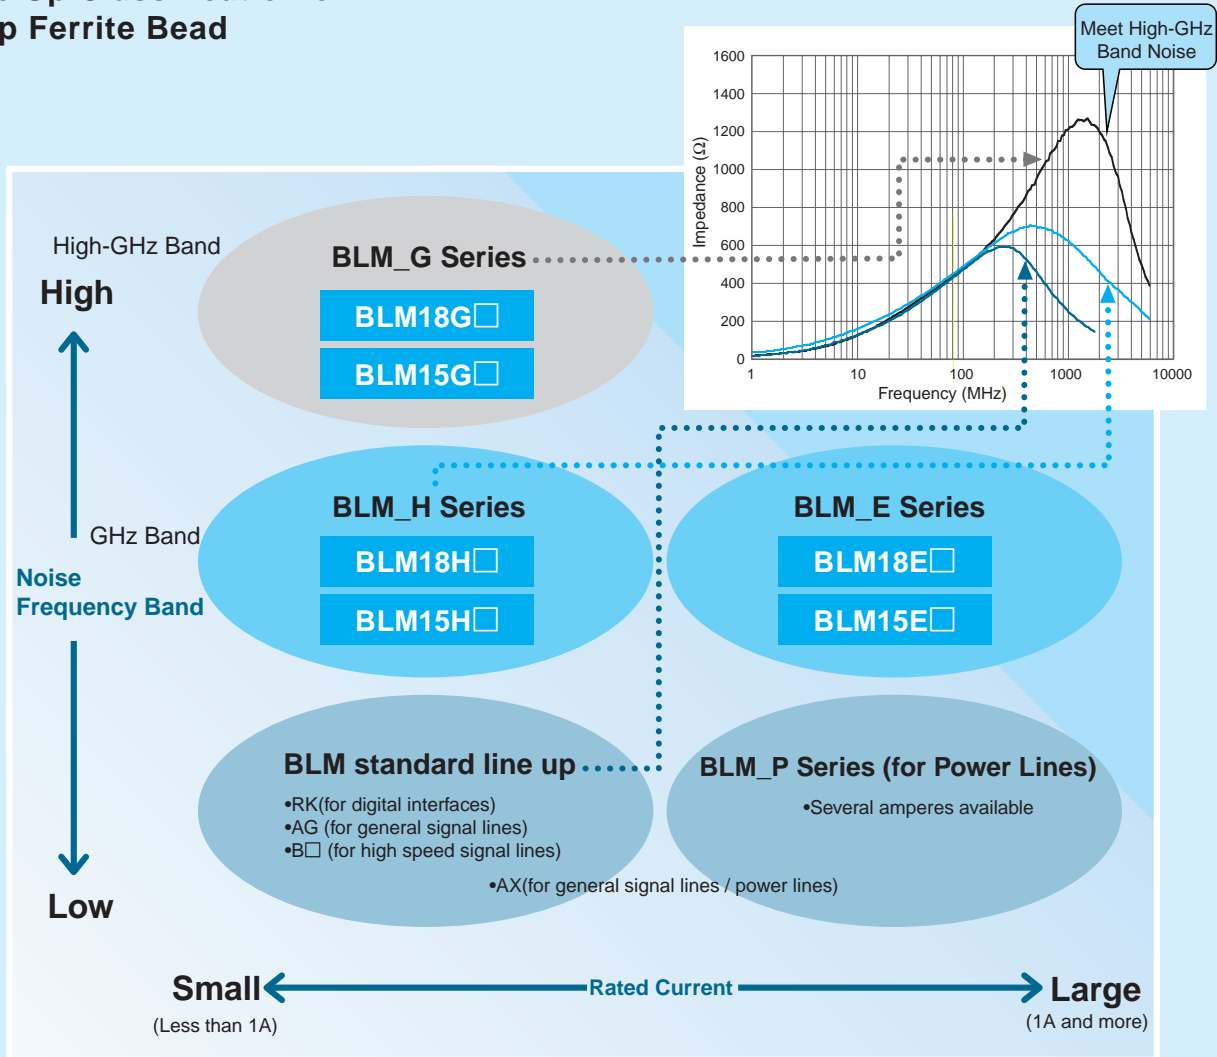 p Ferrite Bead
Meet High-GHz
Band Noise
1600
1400
1200
1000
800
600
400
200
0
Impedance (Ω)
1
10
100
1000
10000
Frequency (MHz)
High-GHz Band
High
BLM_G Series
BLM18G□
BLM15G□
GHz Band
Noise
Frequency Band
BLM_H Series
BLM18H□
BLM15H□
BLM_E Series
BLM18E□
BLM15E□
BLM standard line up
•RK(for digital interfaces)
•AG (for general signal lines)
•B□ (for high speed signal lines)
BLM_P Series (for Power Lines)
•Several amperes available
•AX(for general signal lines / power lines)
Low
Small
(Less than 1A)
Rated Current
Large
(1A and more)